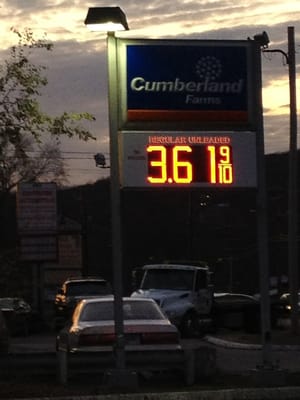 Cumberland
Farms
REGULAR UNLEADED
3.61 9/10